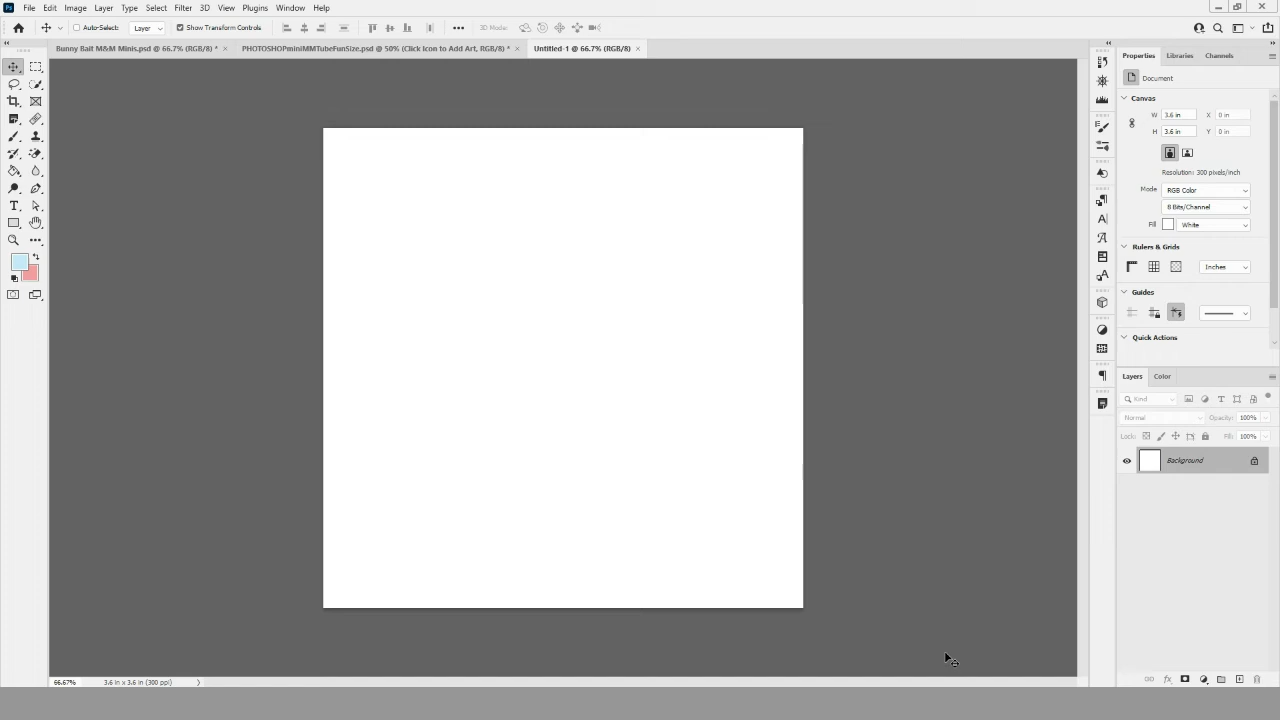 Ps File Edit Image Layer Type Select Filter 3D View Plugins Window Help
Auto-Select: Layer Show Transform Controls 3D Mode:
Bunny Bait M&M Minis.psd @ 66.7% (RGB/8) * × PHOTOSHOPminiMMTubeFunSize.psd @ 50% (Click Icon to Add Art, RGB/8) * × Untitled-1 @ 66.7% (RGB/8) ×
Properties Libraries Channels
Document
Canvas
W 3.6 in X 0 in
H 3.6 in Y 0 in
Resolution: 300 pixels/inch
Mode RGB Color
8 Bits/Channel
Fill White
Rulers & Grids
Inches
Guides
Quick Actions
Layers Color
Kind
Normal Opacity: 100%
Lock: Fill: 100%
Background
66.67% 3.6 in x 3.6 in (300 ppi)